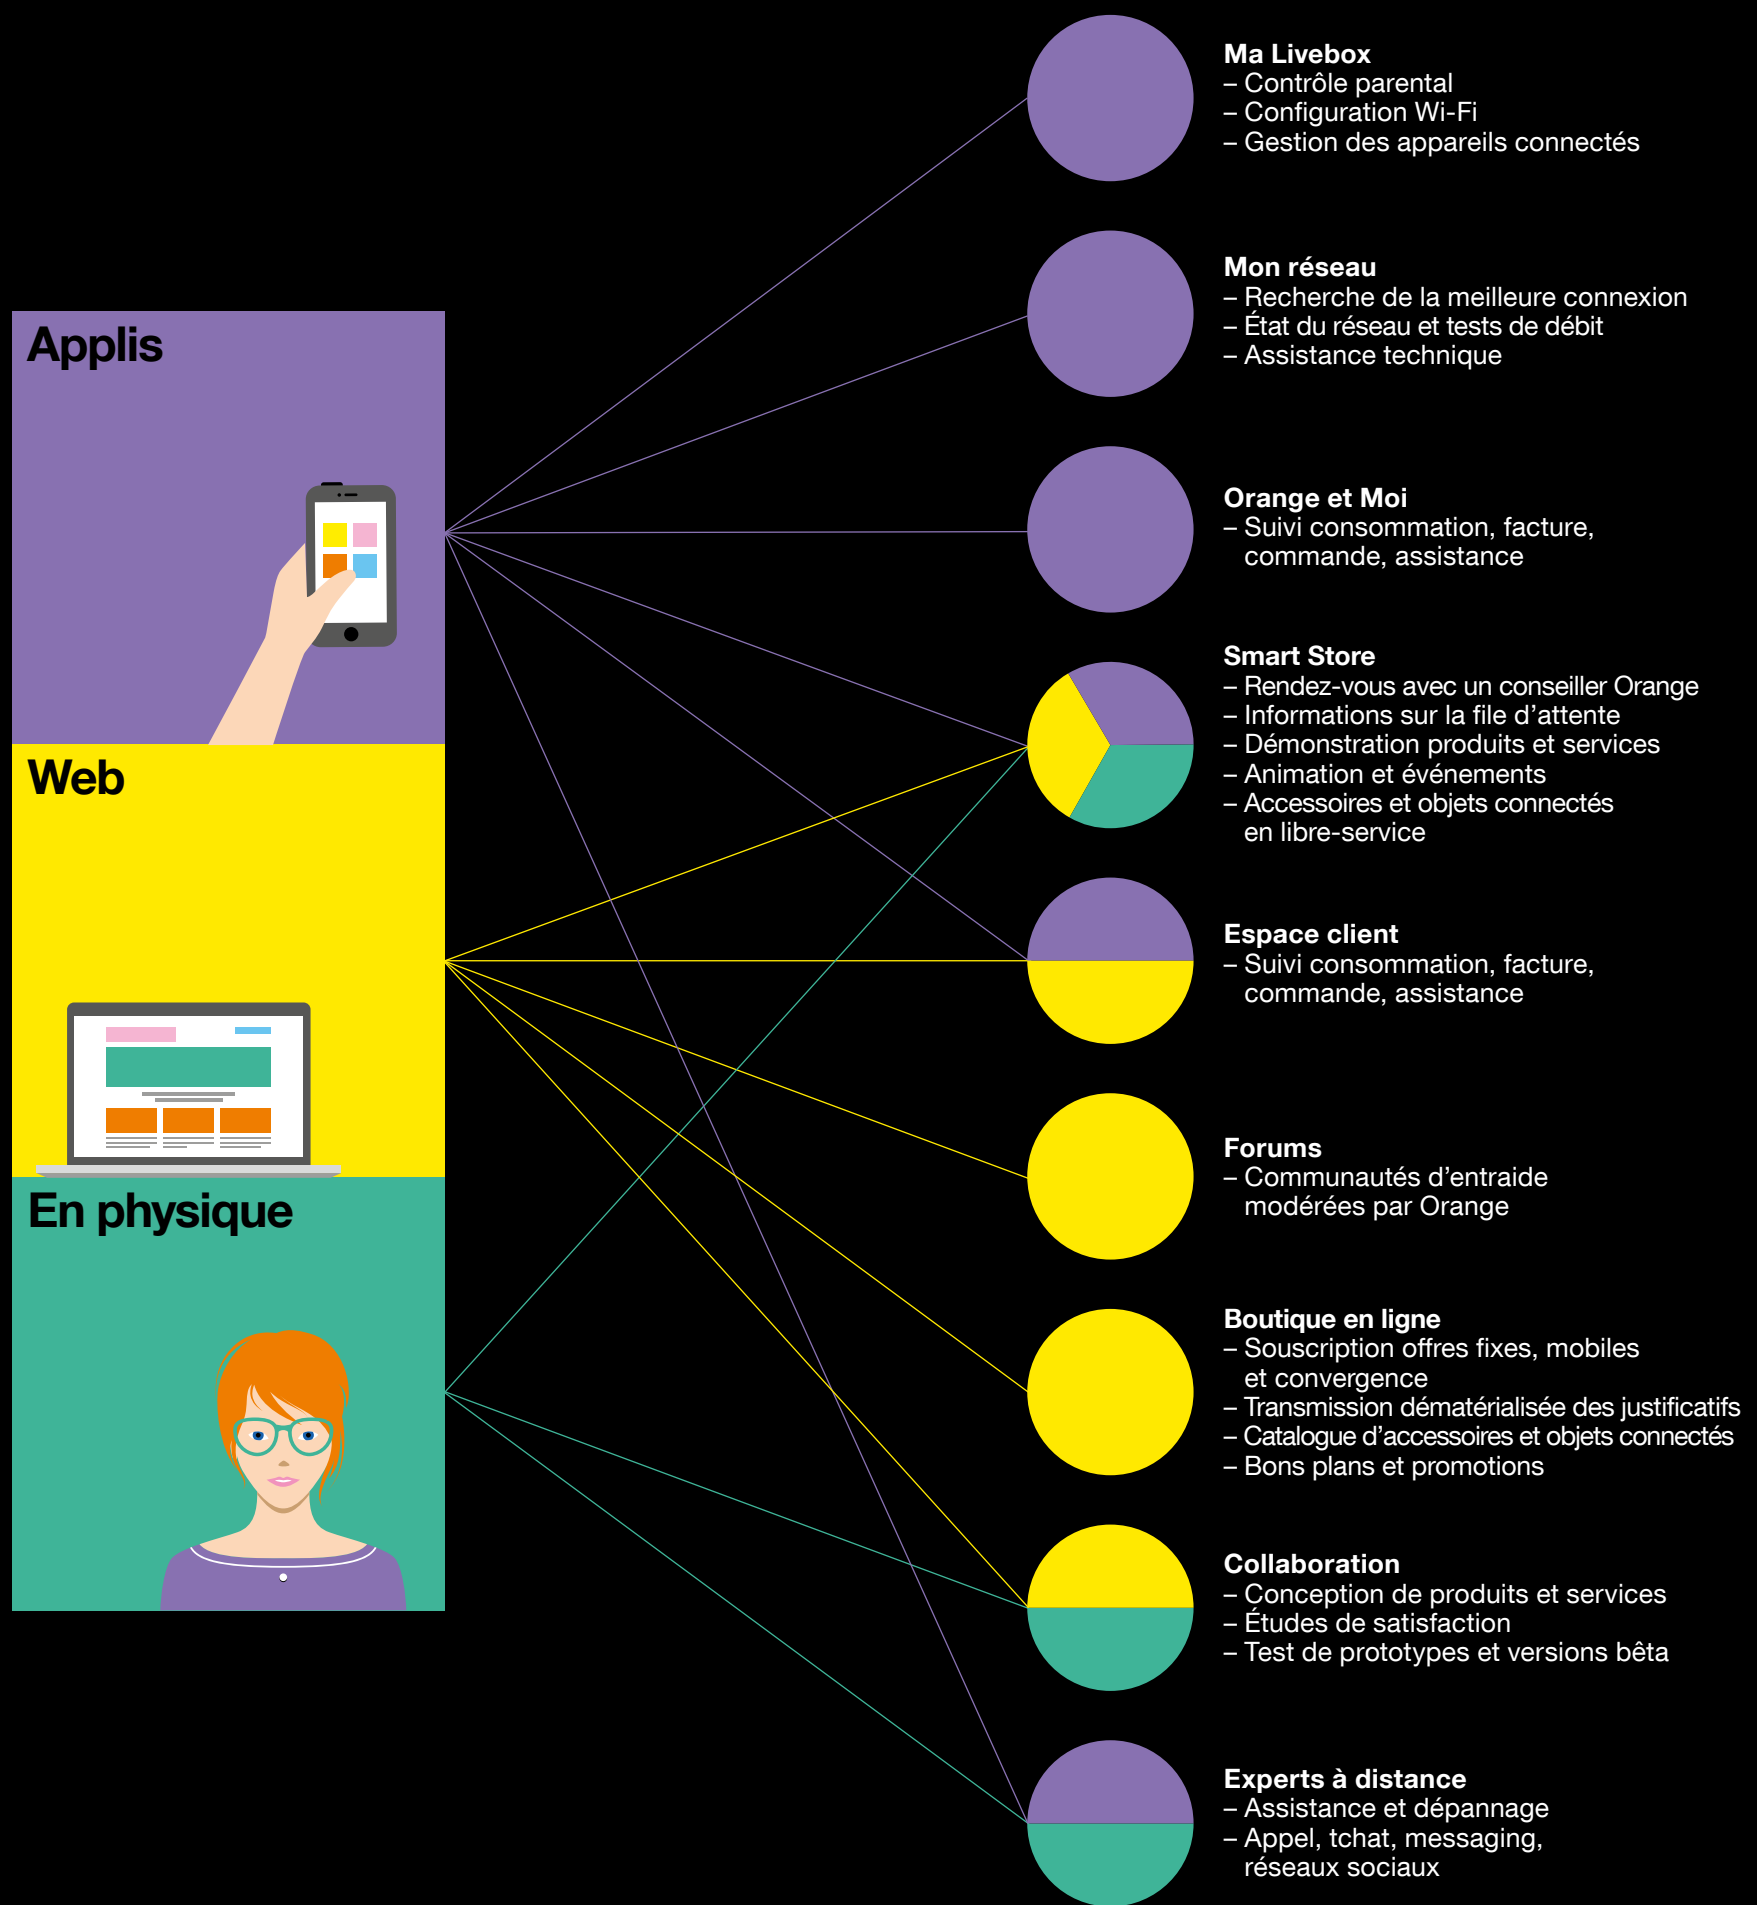 Applis
Web
En physique
Ma Livebox
– Contrôle parental
– Configuration Wi-Fi
– Gestion des appareils connectés
Mon réseau
– Recherche de la meilleure connexion
– État du réseau et tests de débit
– Assistance technique
Orange et Moi
– Suivi consommation, facture,
commande, assistance
Smart Store
– Rendez-vous avec un conseiller Orange
– Informations sur la file d’attente
– Démonstration produits et services
– Animation et événements
– Accessoires et objets connectés
en libre-service
Espace client
– Suivi consommation, facture,
commande, assistance
Forums
– Communautés d’entraide
modérées par Orange
Boutique en ligne
– Souscription offres fixes, mobiles
et convergence
– Transmission dématérialisée des justificatifs
– Catalogue d’accessoires et objets connectés
– Bons plans et promotions
Collaboration
– Conception de produits et services
– Études de satisfaction
– Test de prototypes et versions bêta
Experts à distance
– Assistance et dépannage
– Appel, tchat, messaging,
réseaux sociaux